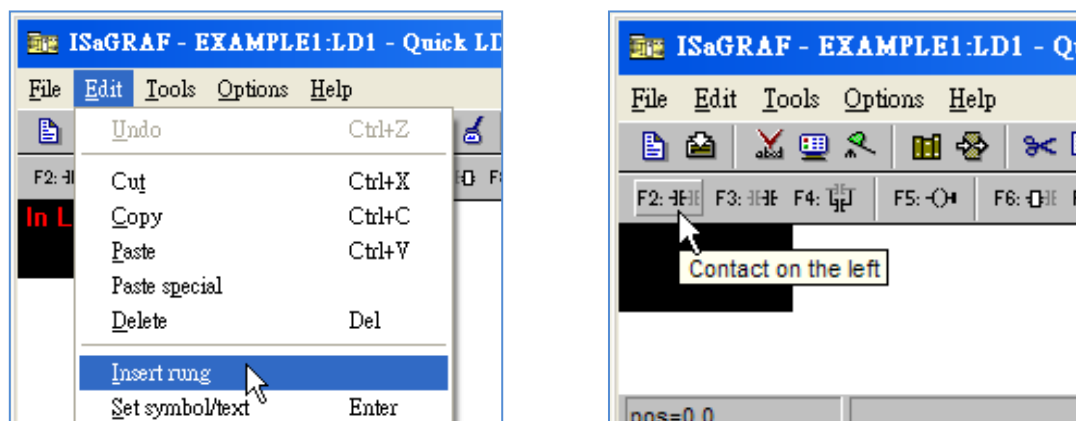 ISaGRAF - EXAMPLE1:LD1 - Quick LD
File Edit Tools Options Help
Undo Ctrl+Z
F2:
Cut Ctrl+X
In L
Copy Ctrl+C
Paste Ctrl+V
Paste special
Delete Del
Insert rung
Set symbol/text Enter
ISaGRAF - EXAMPLE1:LD1 - Qu
File Edit Tools Options Help
F2: F3: F4: F5: F6:
Contact on the left
pos=0,0